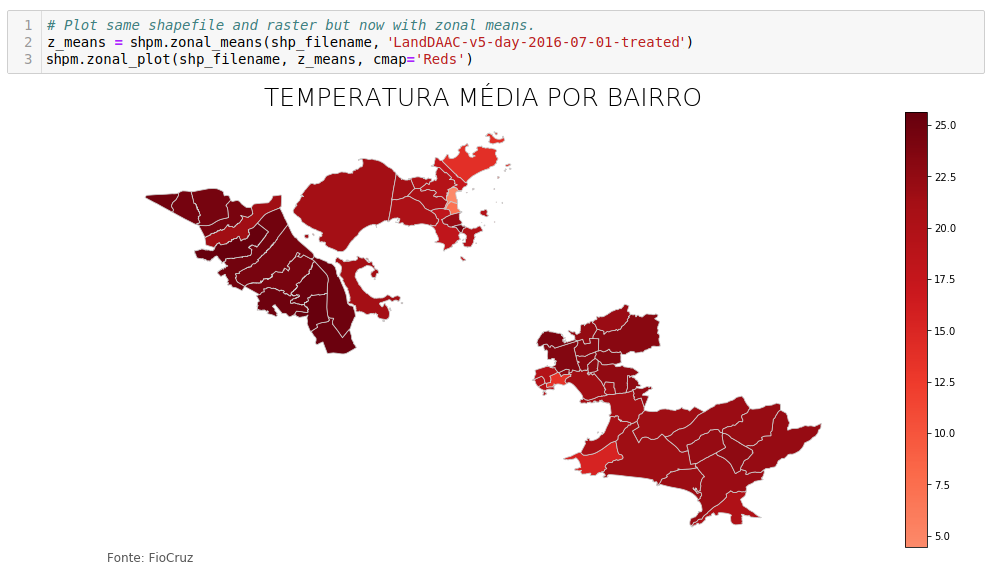 1 # Plot same shapefile and raster but now with zonal means.
2 z_means = shpm.zonal_means(shp_filename, 'LandDAAC-v5-day-2016-07-01-treated')
3 shpm.zonal_plot(shp_filename, z_means, cmap='Reds')
TEMPERATURA MÉDIA POR BAIRRO
25.0
22.5
20.0
17.5
15.0
12.5
10.0
7.5
5.0
Fonte: FioCruz